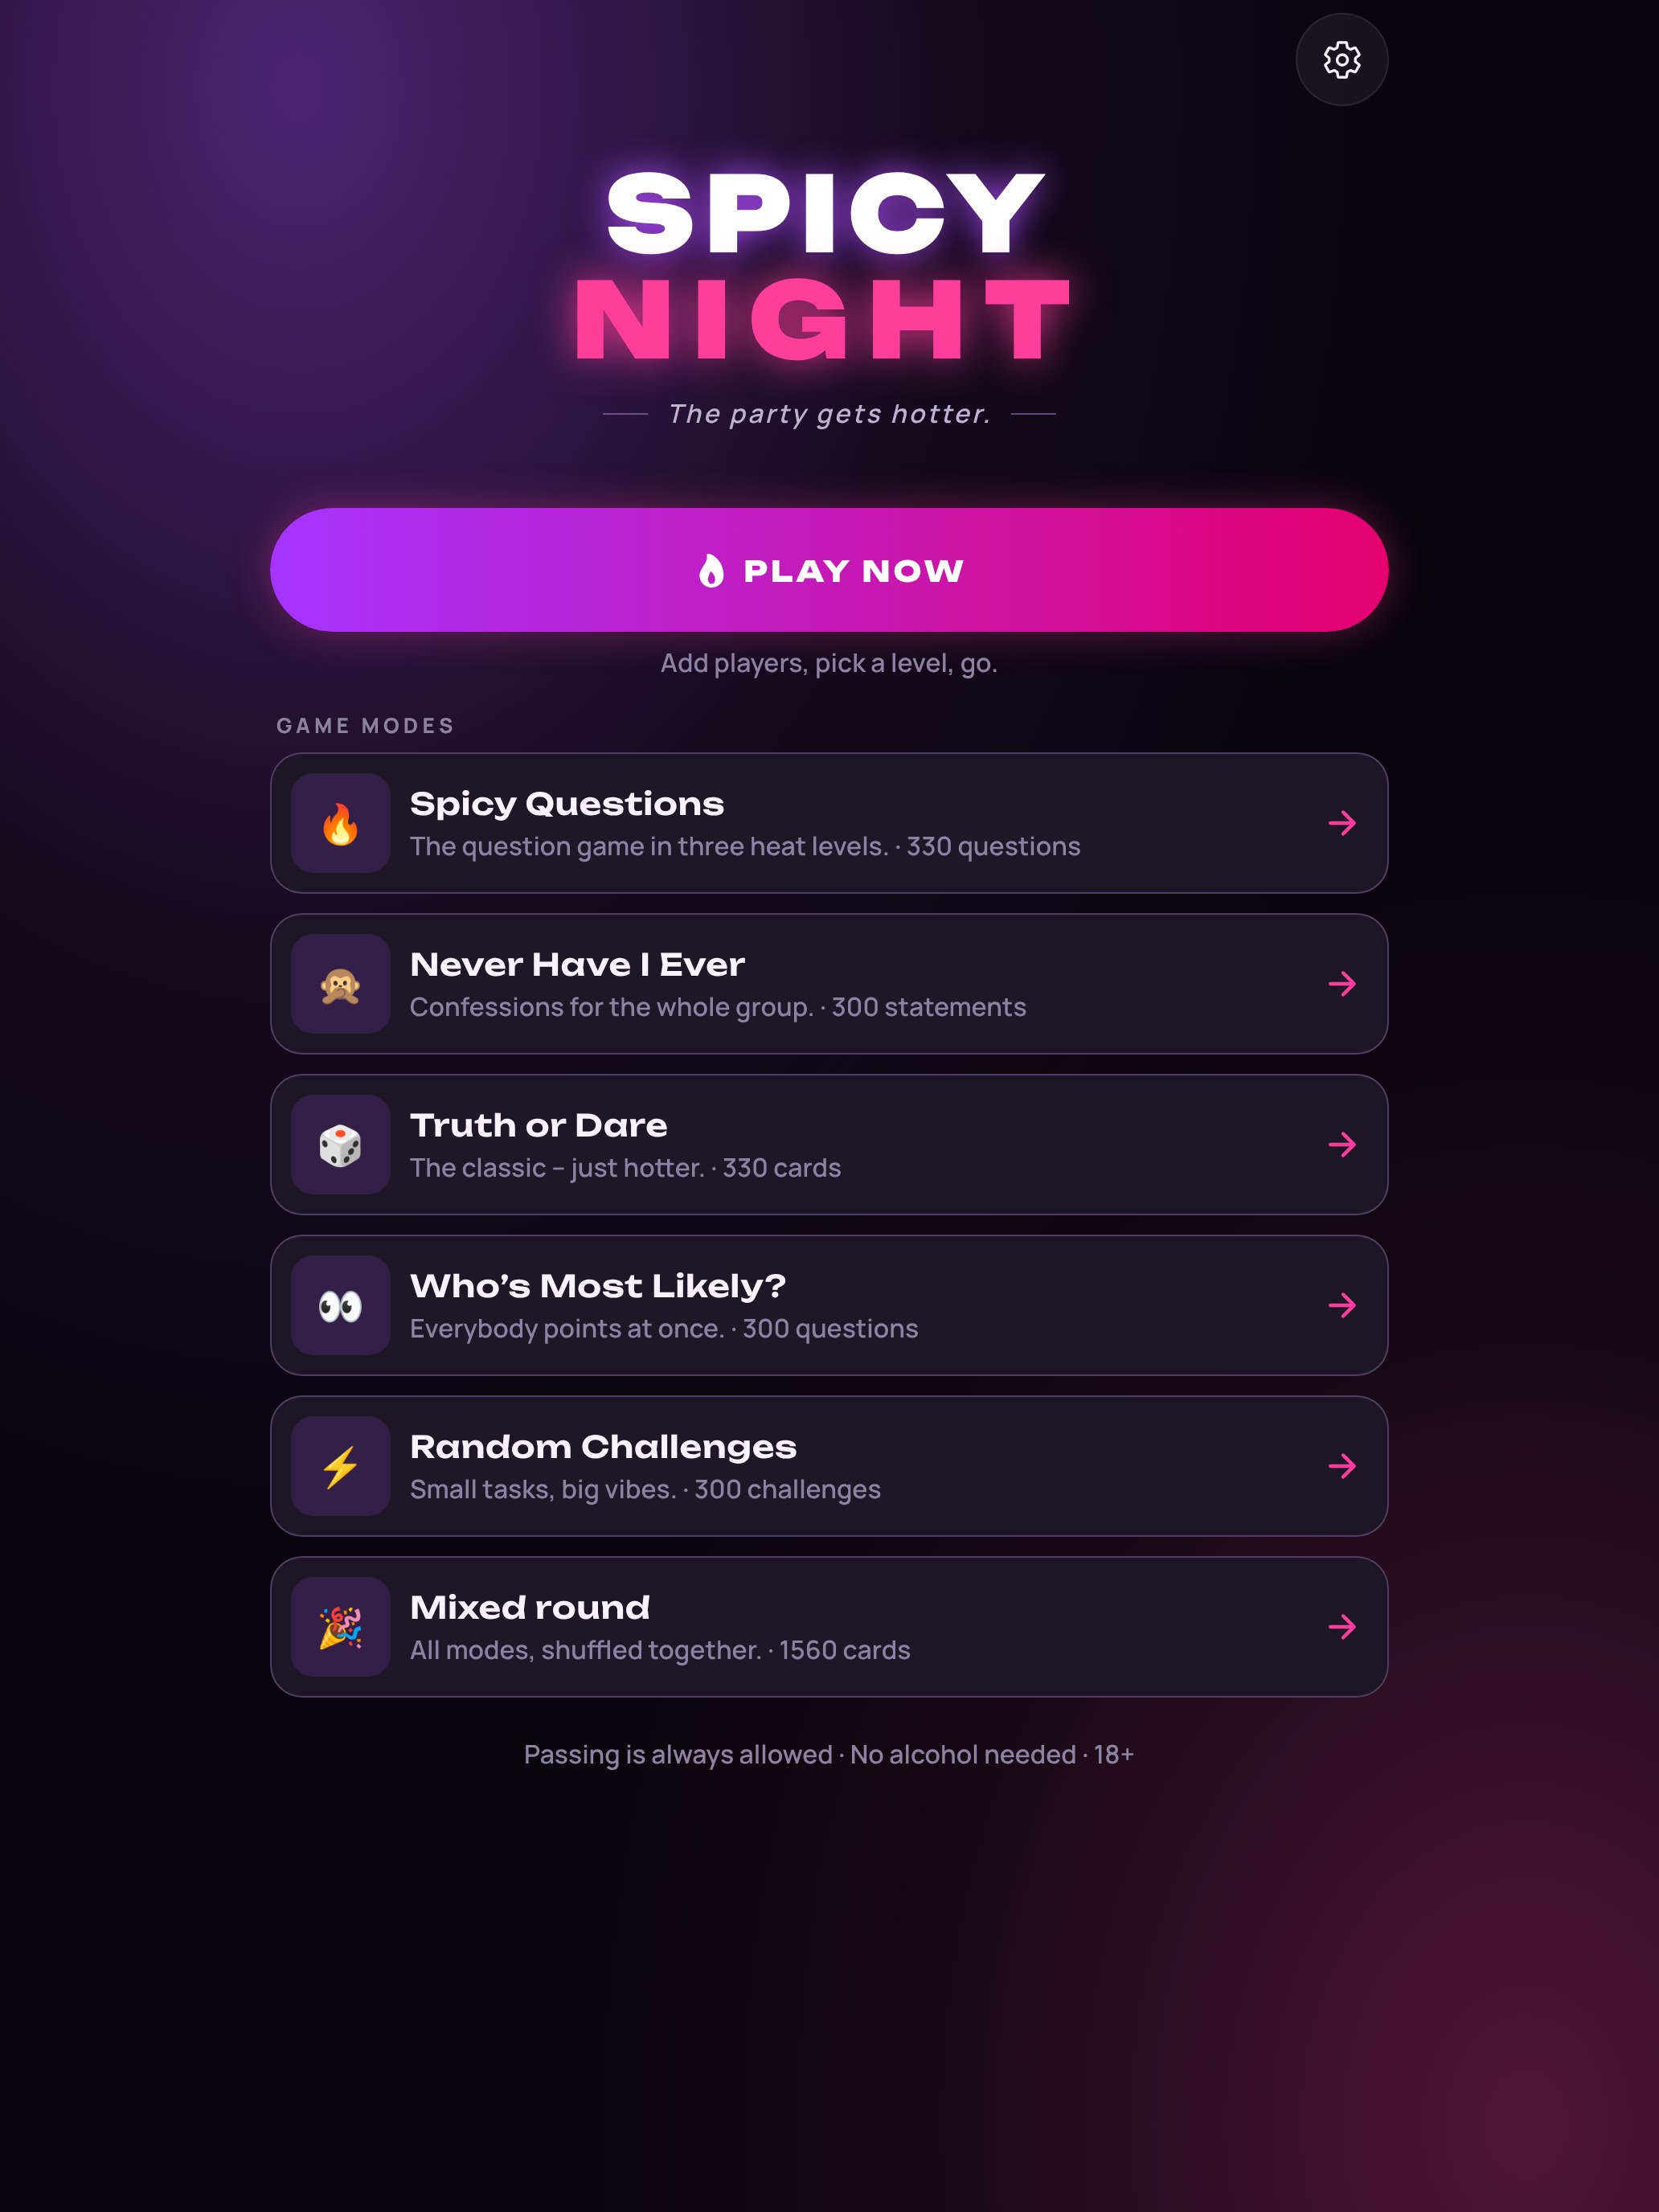 SPICY
NIGHT
The party gets hotter.
PLAY NOW
Add players, pick a level, go.
GAME MODES
Spicy Questions
The question game in three heat levels. · 330 questions
Never Have I Ever
Confessions for the whole group. · 300 statements
Truth or Dare
The classic – just hotter. · 330 cards
Who’s Most Likely?
Everybody points at once. · 300 questions
Random Challenges
Small tasks, big vibes. · 300 challenges
Mixed round
All modes, shuffled together. · 1560 cards
Passing is always allowed · No alcohol needed · 18+